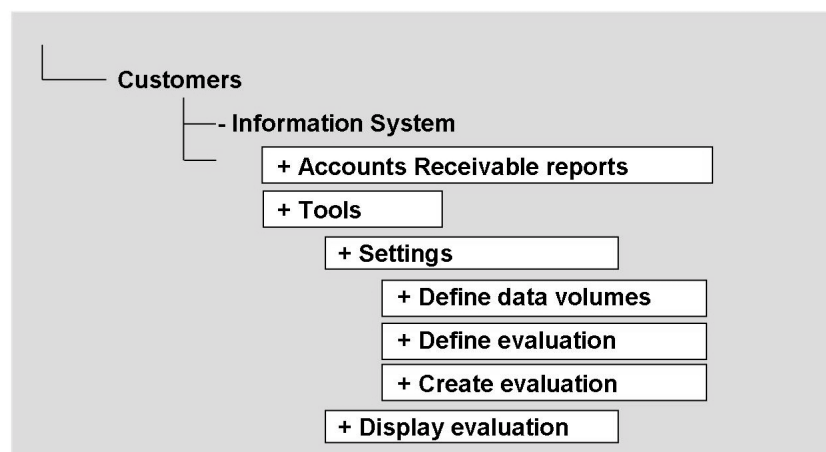 Customers
- Information System
+ Accounts Receivable reports
+ Tools
+ Settings
+ Define data volumes
+ Define evaluation
+ Create evaluation
+ Display evaluation